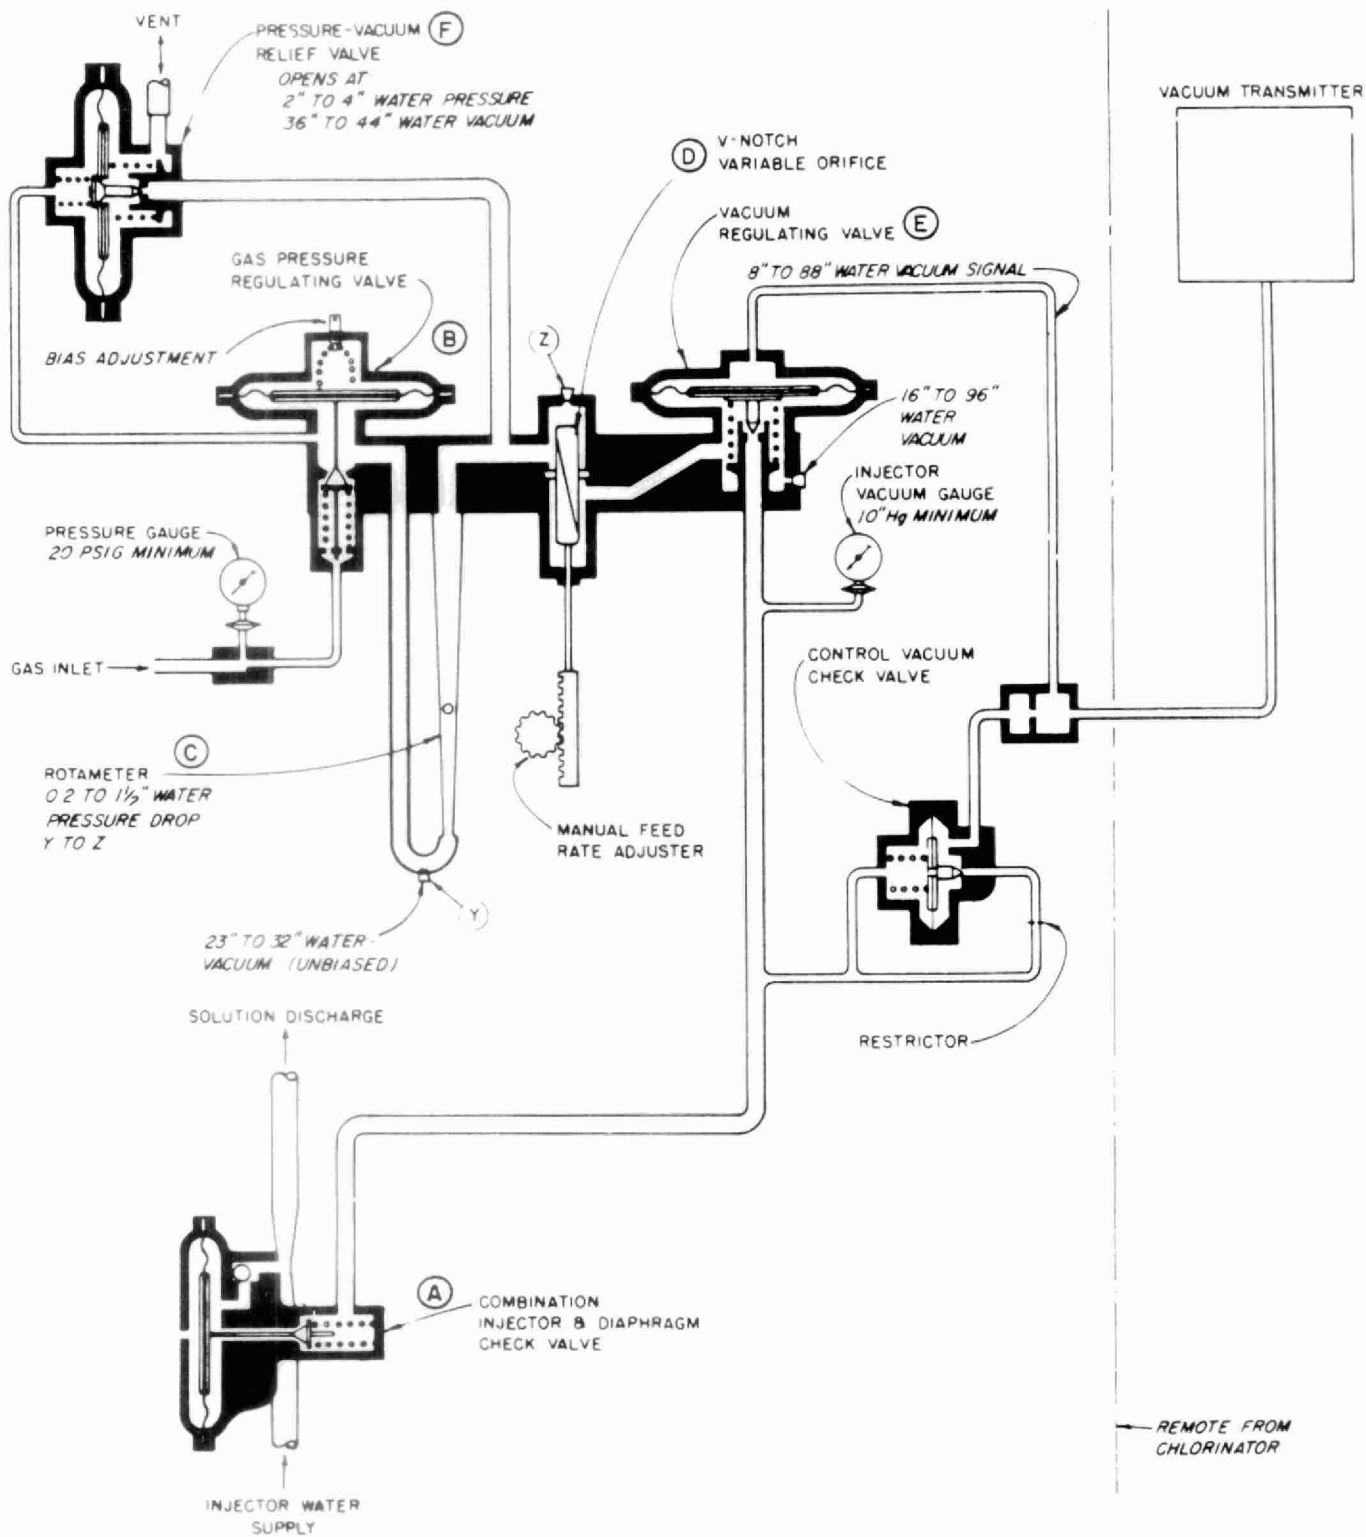 VENT
PRESSURE-VACUUM F
RELIEF VALVE
OPENS AT
2" TO 4" WATER PRESSURE
36" TO 44" WATER VACUUM
VACUUM TRANSMITTER
D V-NOTCH
VARIABLE ORIFICE
VACUUM
REGULATING VALVE E
GAS PRESSURE
REGULATING VALVE
8" TO 88" WATER VACUUM SIGNAL
B
Z
BIAS ADJUSTMENT
16" TO 96"
WATER
VACUUM
INJECTOR
VACUUM GAUGE
10" Hg MINIMUM
PRESSURE GAUGE
20 PSIG MINIMUM
GAS INLET
CONTROL VACUUM
CHECK VALVE
C
ROTAMETER
0 2 TO 1½" WATER
PRESSURE DROP
Y TO Z
MANUAL FEED
RATE ADJUSTER
Y
23" TO 32" WATER
VACUUM (UNBIASED)
SOLUTION DISCHARGE
RESTRICTOR
A
COMBINATION
INJECTOR & DIAPHRAGM
CHECK VALVE
REMOTE FROM
CHLORINATOR
INJECTOR WATER
SUPPLY